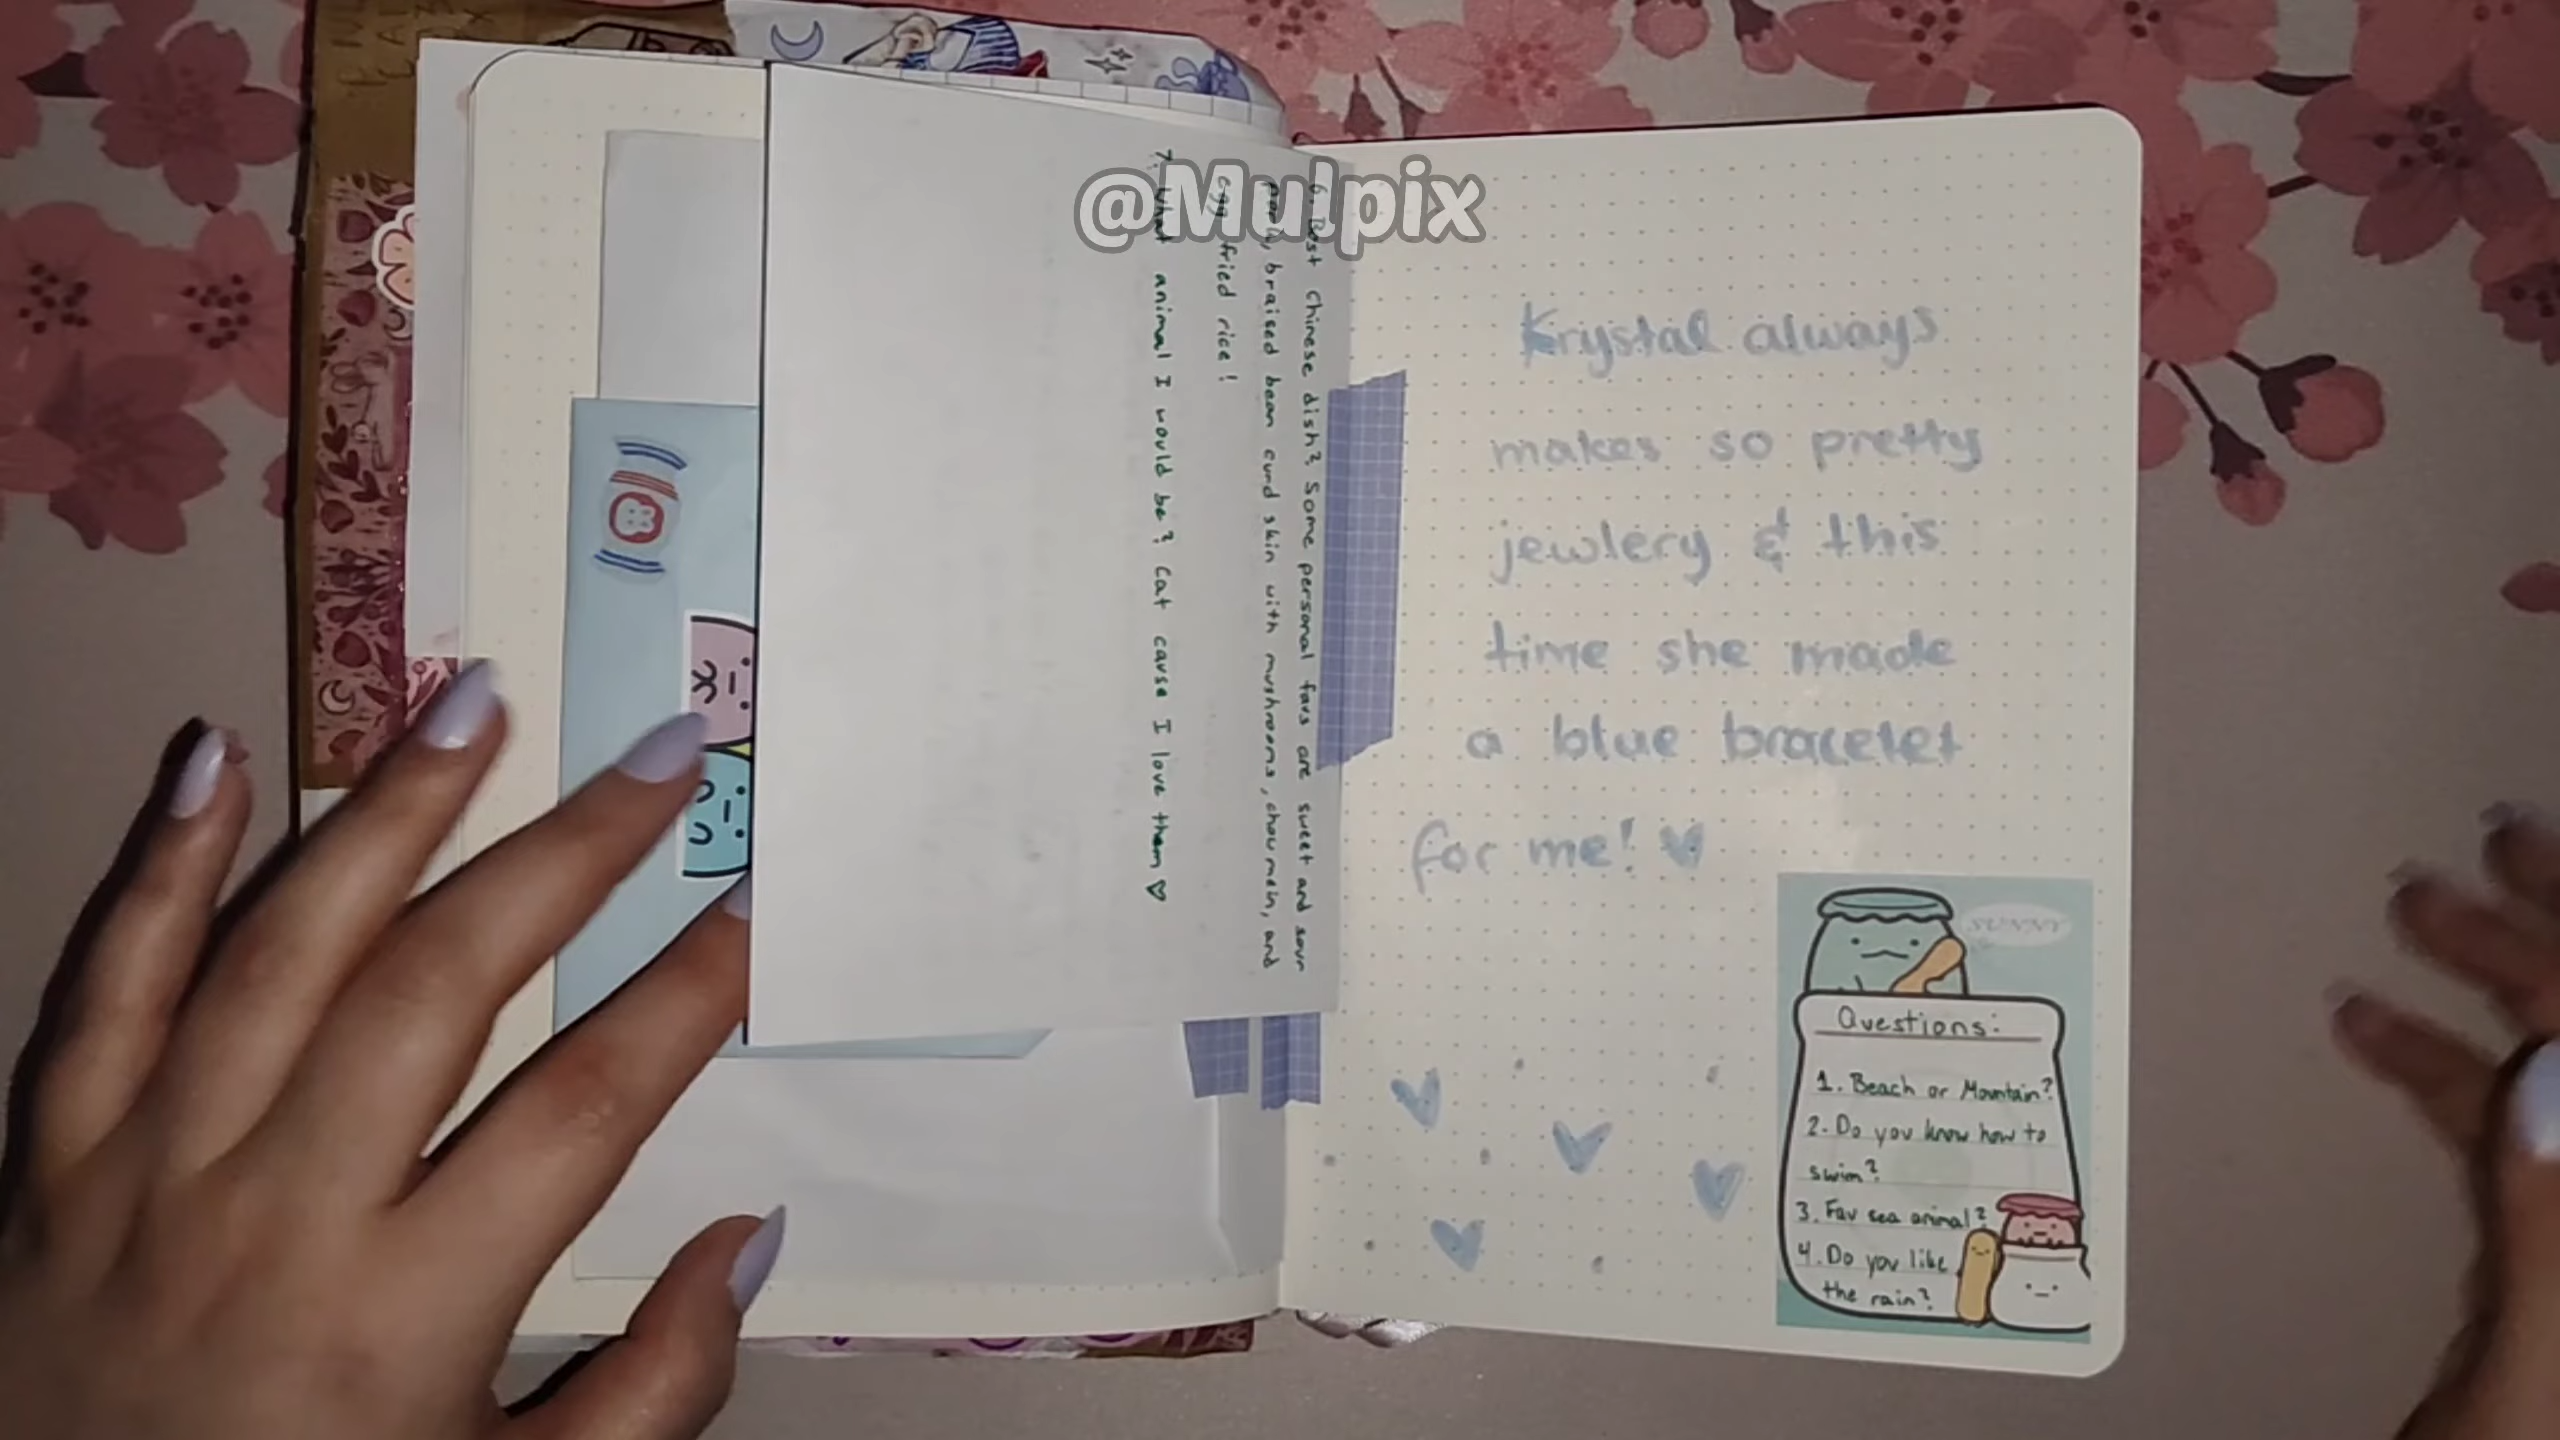 @Mulpix
6. Best Chinese dish? Some personal favs are sweet and sour
pork, braised bean curd skin with mushrooms, chow mein, and
egg fried rice!
7. What animal I would be? Cat cause I love them ♡
Krystal always
makes so pretty
jewlery & this
time she made
a blue bracelet
for me! ♥
Questions:
1. Beach or Mountain?
2. Do you know how to
swim?
3. Fav sea animal?
4. Do you like
the rain?